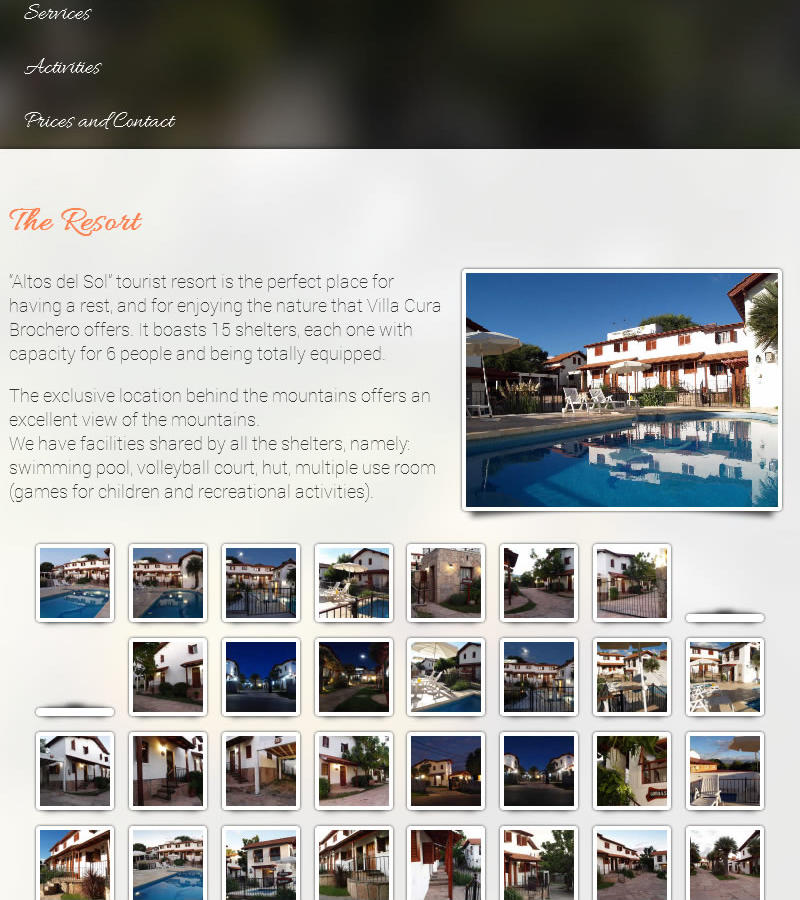 Services
Activities
Prices and Contact
The Resort
"Altos del Sol" tourist resort is the perfect place for
having a rest, and for enjoying the nature that Villa Cura
Brochero offers. It boasts 15 shelters, each one with
capacity for 6 people and being totally equipped.
The exclusive location behind the mountains offers an
excellent view of the mountains.
We have facilities shared by all the shelters, namely:
swimming pool, volleyball court, hut, multiple use room
(games for children and recreational activities).